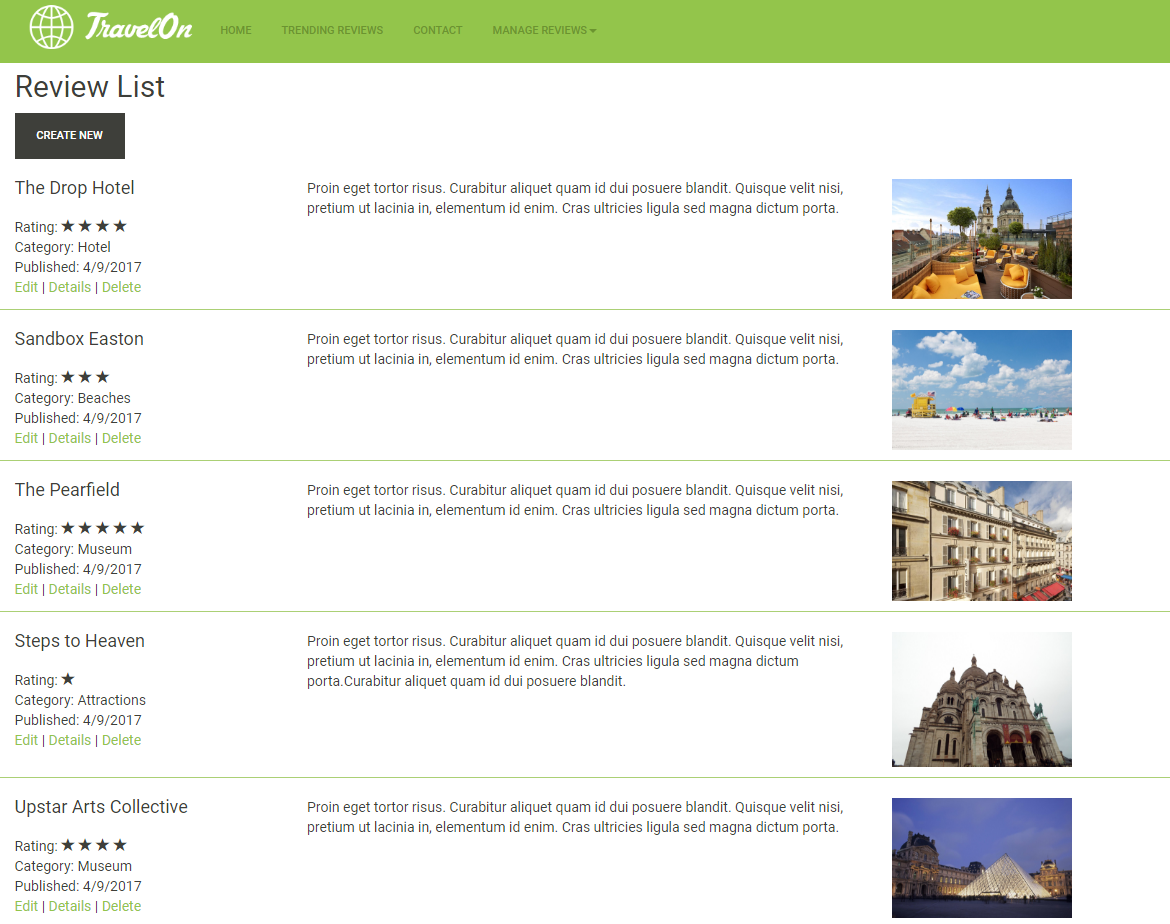 TravelOn HOME TRENDING REVIEWS CONTACT MANAGE REVIEWS
Review List
CREATE NEW
The Drop Hotel
Rating: ★ ★ ★ ★
Category: Hotel
Published: 4/9/2017
Edit | Details | Delete
Proin eget tortor risus. Curabitur aliquet quam id dui posuere blandit. Quisque velit nisi,
pretium ut lacinia in, elementum id enim. Cras ultricies ligula sed magna dictum porta.
Sandbox Easton
Rating: ★ ★ ★
Category: Beaches
Published: 4/9/2017
Edit | Details | Delete
Proin eget tortor risus. Curabitur aliquet quam id dui posuere blandit. Quisque velit nisi,
pretium ut lacinia in, elementum id enim. Cras ultricies ligula sed magna dictum porta.
The Pearfield
Rating: ★ ★ ★ ★ ★
Category: Museum
Published: 4/9/2017
Edit | Details | Delete
Proin eget tortor risus. Curabitur aliquet quam id dui posuere blandit. Quisque velit nisi,
pretium ut lacinia in, elementum id enim. Cras ultricies ligula sed magna dictum porta.
Steps to Heaven
Rating: ★
Category: Attractions
Published: 4/9/2017
Edit | Details | Delete
Proin eget tortor risus. Curabitur aliquet quam id dui posuere blandit. Quisque velit nisi,
pretium ut lacinia in, elementum id enim. Cras ultricies ligula sed magna dictum
porta.Curabitur aliquet quam id dui posuere blandit.
Upstar Arts Collective
Rating: ★ ★ ★ ★
Category: Museum
Published: 4/9/2017
Edit | Details | Delete
Proin eget tortor risus. Curabitur aliquet quam id dui posuere blandit. Quisque velit nisi,
pretium ut lacinia in, elementum id enim. Cras ultricies ligula sed magna dictum porta.